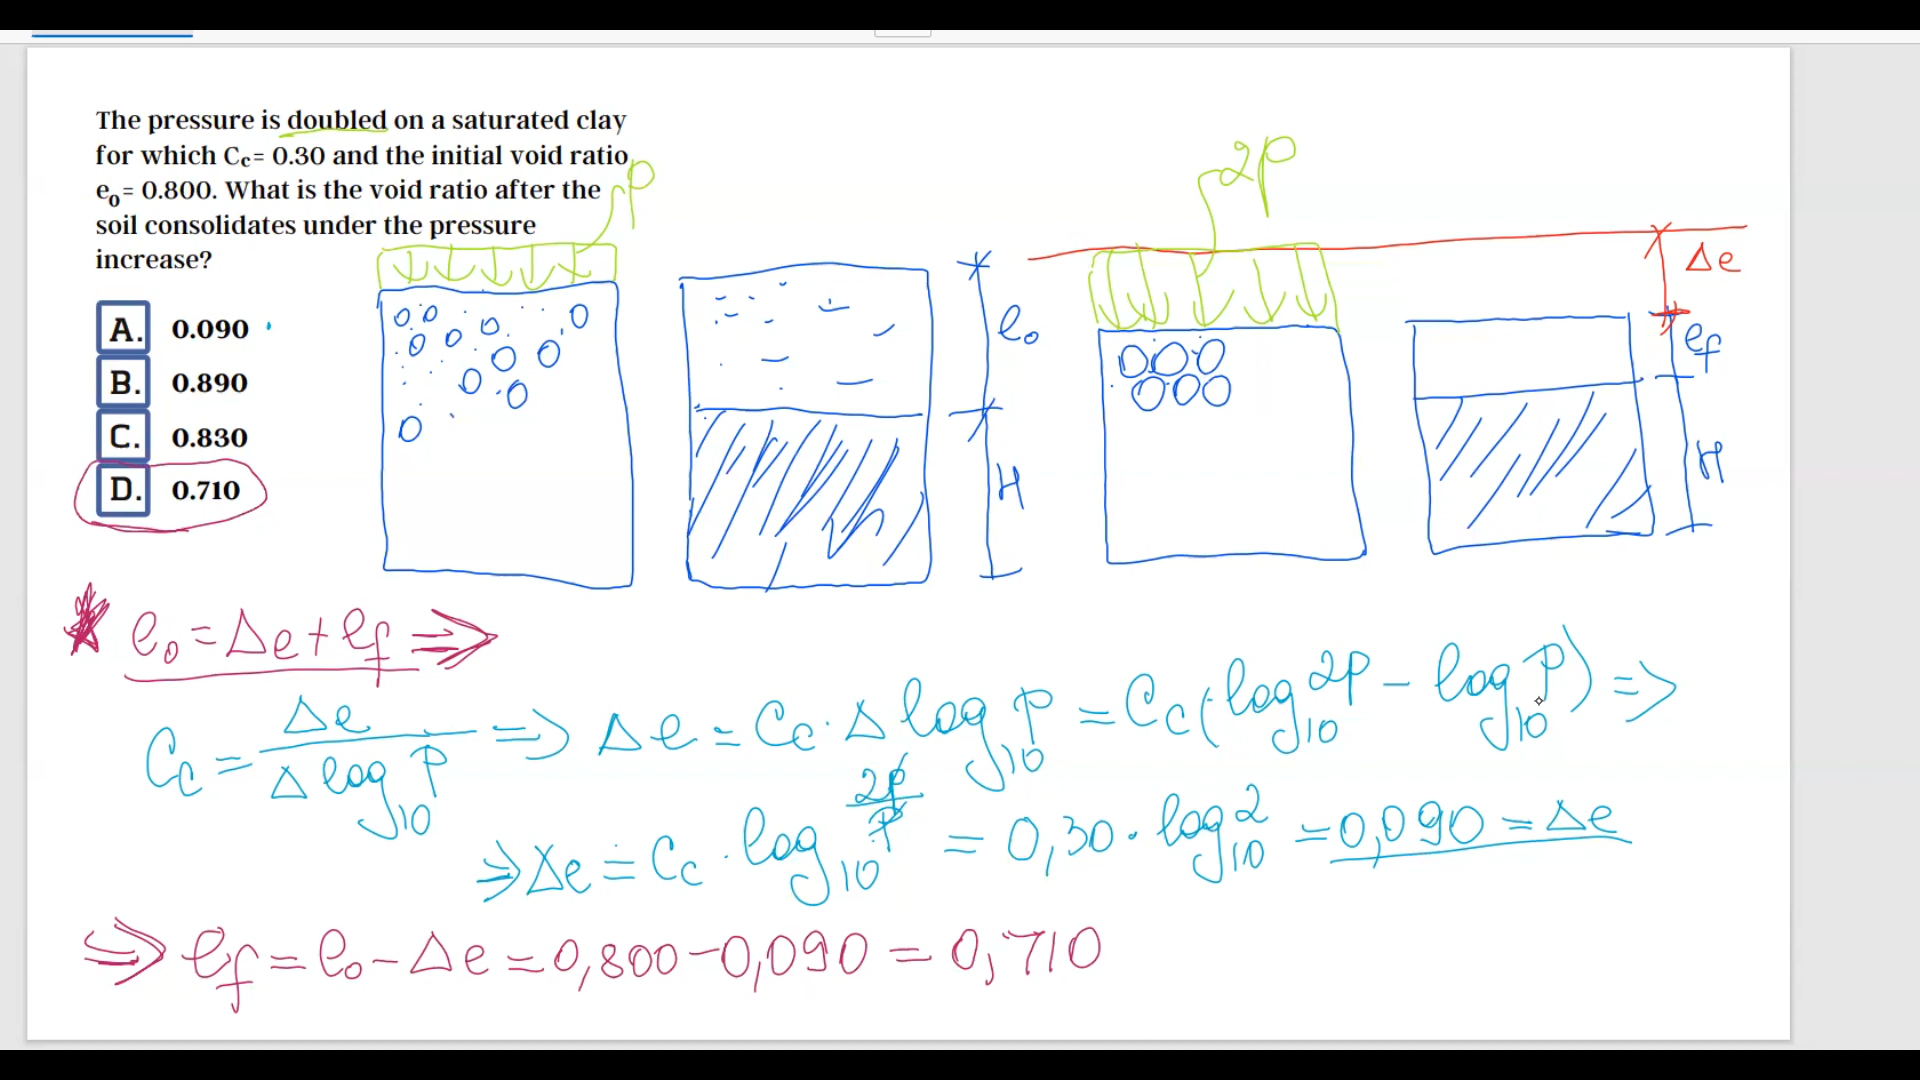 The pressure is doubled on a saturated clay
for which Cc= 0.30 and the initial void ratio
eo= 0.800. What is the void ratio after the
soil consolidates under the pressure
increase?
A. 0.090
B. 0.890
C. 0.830
D. 0.710
P
2P
Δe
e₀
ef
H
H
e₀ = Δe + ef ⇒
Cc = Δe / Δ log₁₀ P ⇒ Δe = Cc · Δ log₁₀ P = Cc (log₁₀ 2P − log₁₀ P) ⇒
⇒ Δe = Cc · log₁₀ 2P/P = 0,30 · log₁₀ 2 = 0,090 = Δe
⇒ ef = e₀ − Δe = 0,800 − 0,090 = 0,710